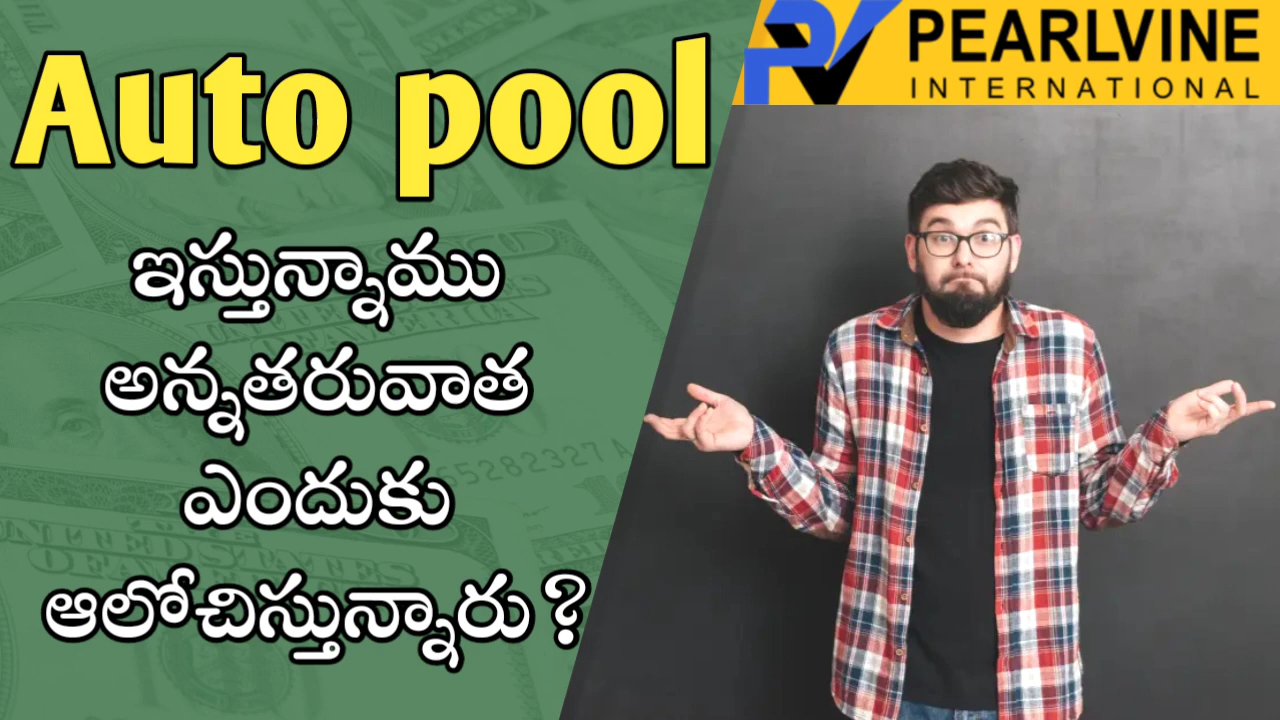 Auto pool
ఇస్తున్నాము
అన్నతరువాత
ఎందుకు
ఆలోచిస్తున్నారు?
PEARLVINE
INTERNATIONAL